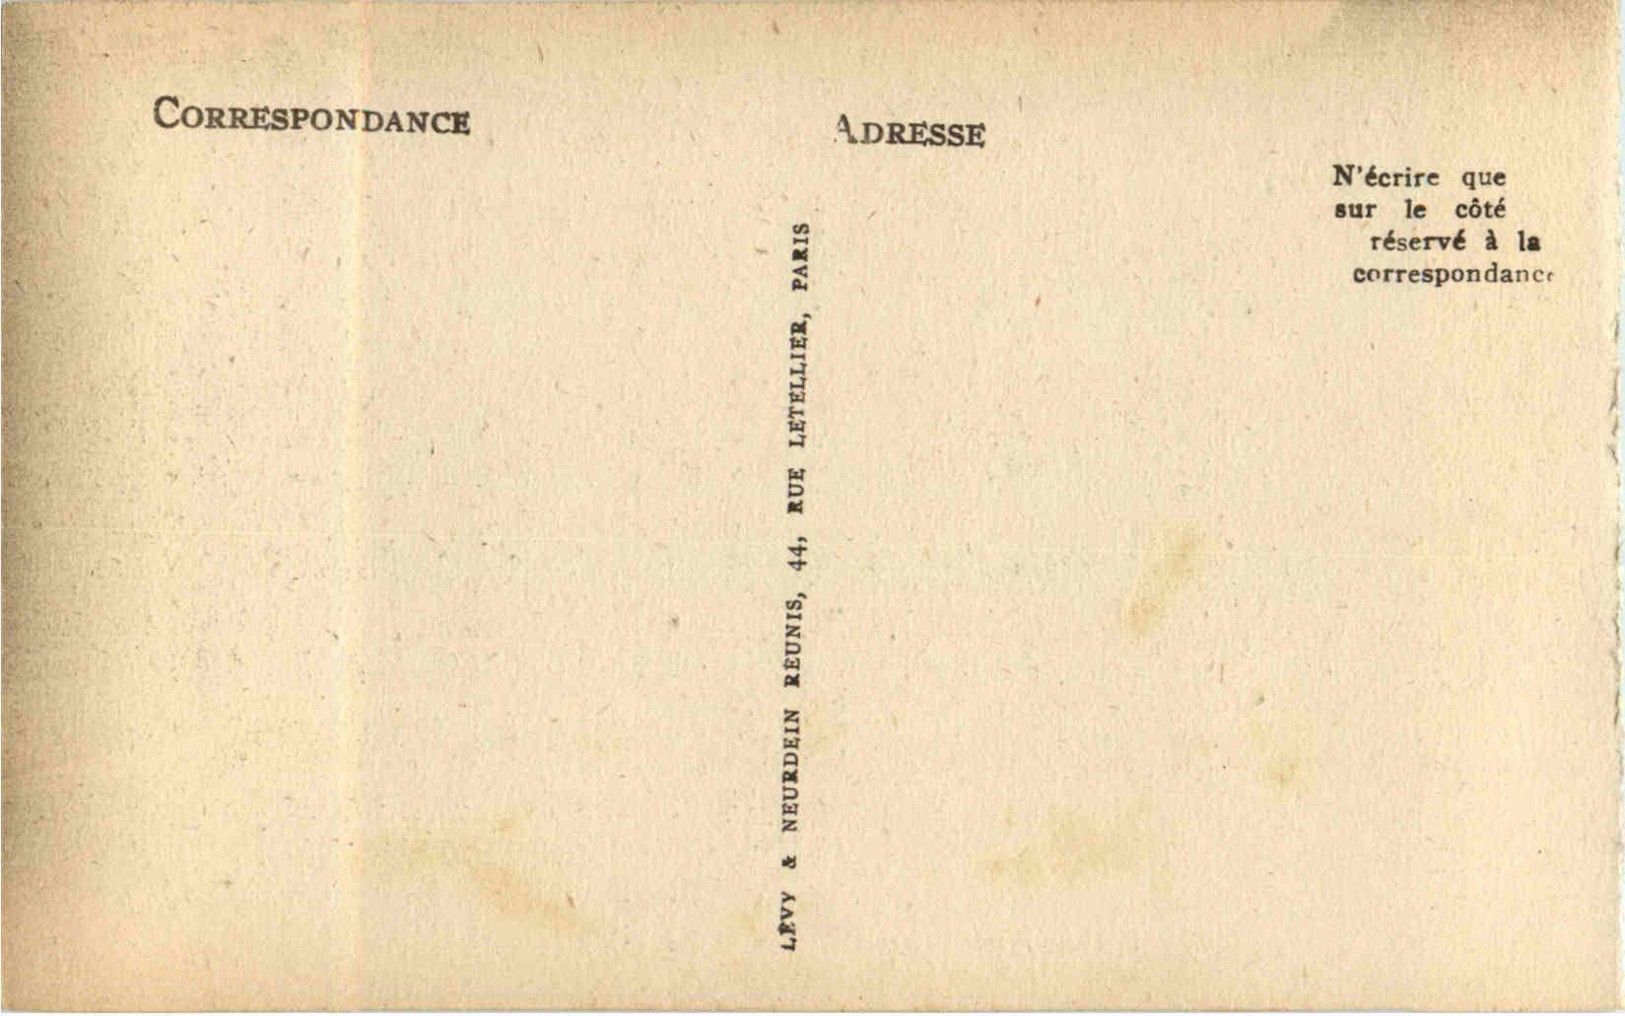 CORRESPONDANCE
ADRESSE
N'écrire que
sur le côté
réservé à la
correspondance
LÉVY & NEURDEIN RÉUNIS, 44, RUE LETELLIER, PARIS